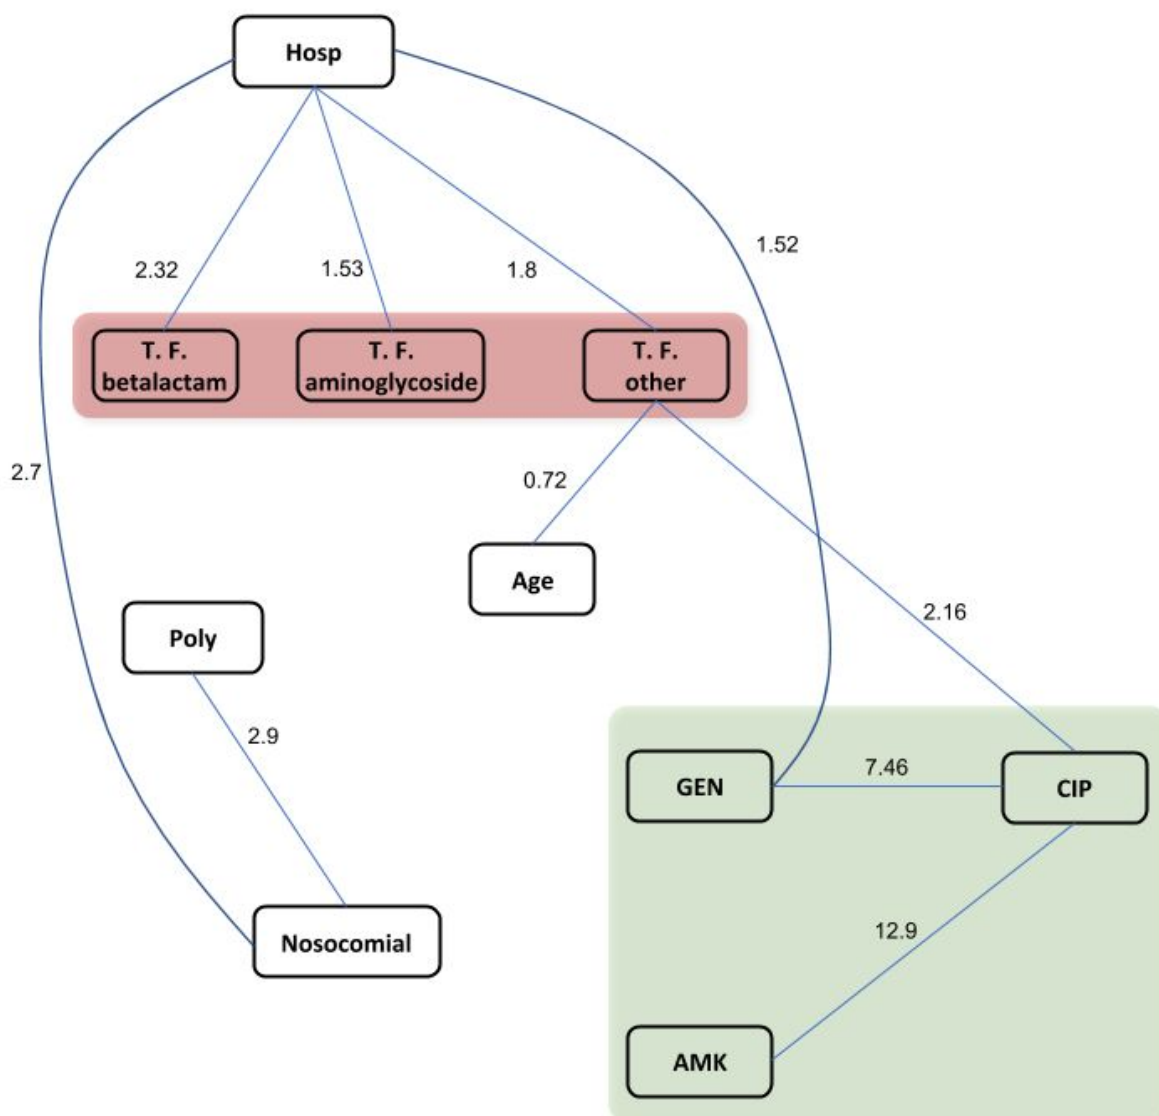 Hosp
1.52
2.32
1.53
1.8
T. F.
betalactam
T. F.
aminoglycoside
T. F.
other
2.7
0.72
Age
Poly
2.16
2.9
GEN
7.46
CIP
Nosocomial
12.9
AMK